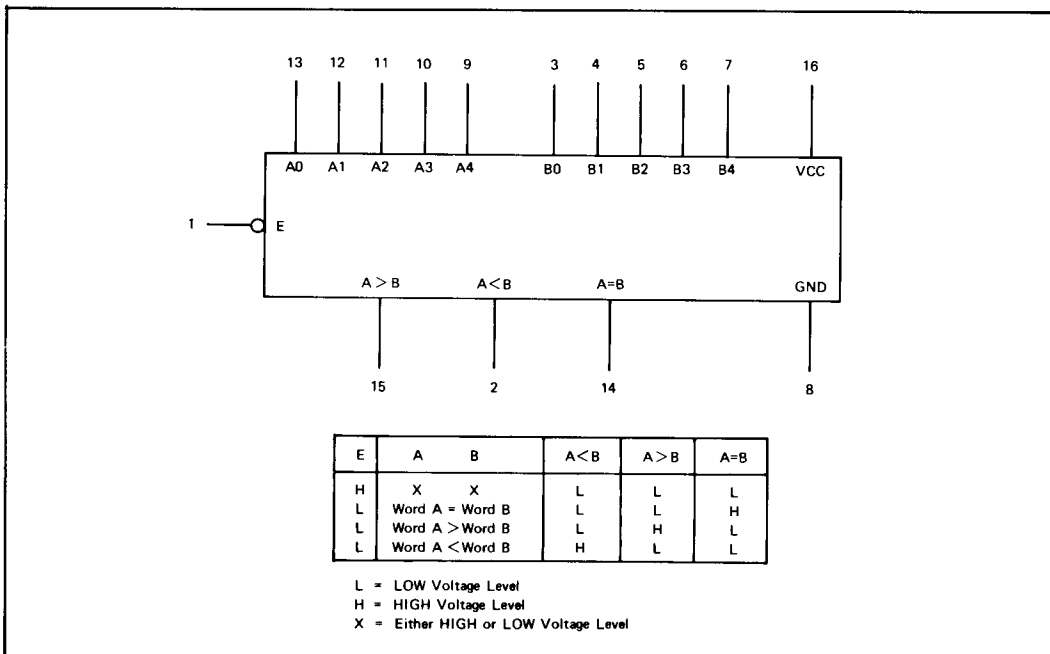 13 12 11 10 9 3 4 5 6 7 16
A0 A1 A2 A3 A4 B0 B1 B2 B3 B4 VCC
1 E
A>B A<B A=B GND
15 2 14 8
E A B A<B A>B A=B
H X X L L L
L Word A = Word B L L H
L Word A > Word B L H L
L Word A < Word B H L L
L = LOW Voltage Level
H = HIGH Voltage Level
X = Either HIGH or LOW Voltage Level